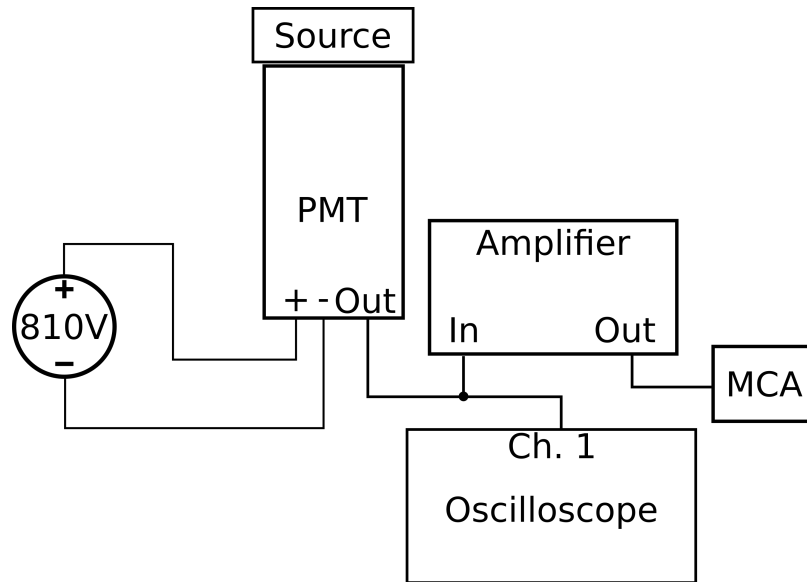 Source
PMT
+ - Out
+
810V
−
Amplifier
In Out
MCA
Ch. 1
Oscilloscope